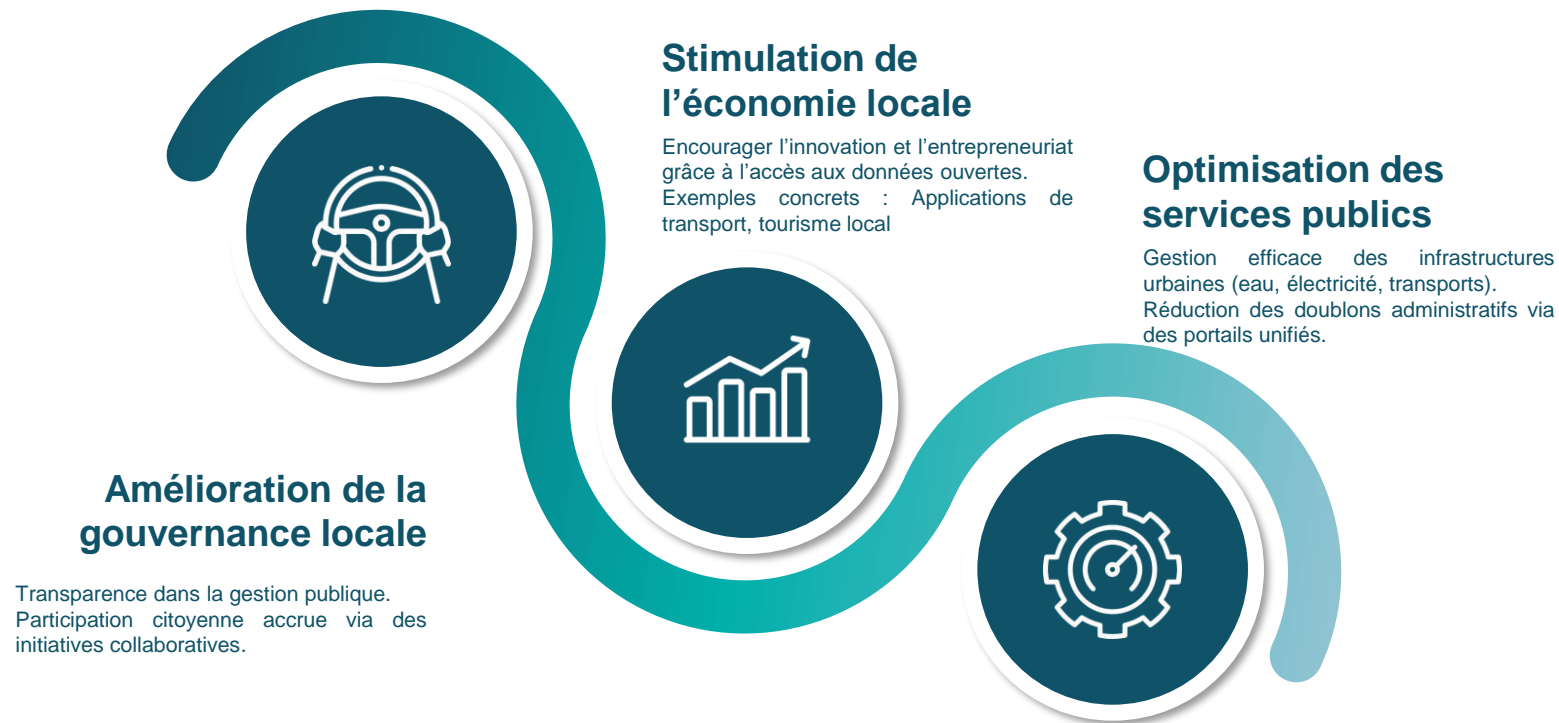 Stimulation de
l’économie locale
Encourager l’innovation et l’entrepreneuriat
grâce à l’accès aux données ouvertes.
Exemples concrets : Applications de
transport, tourisme local
Optimisation des
services publics
Gestion efficace des infrastructures
urbaines (eau, électricité, transports).
Réduction des doublons administratifs via
des portails unifiés.
Amélioration de la
gouvernance locale
Transparence dans la gestion publique.
Participation citoyenne accrue via des
initiatives collaboratives.